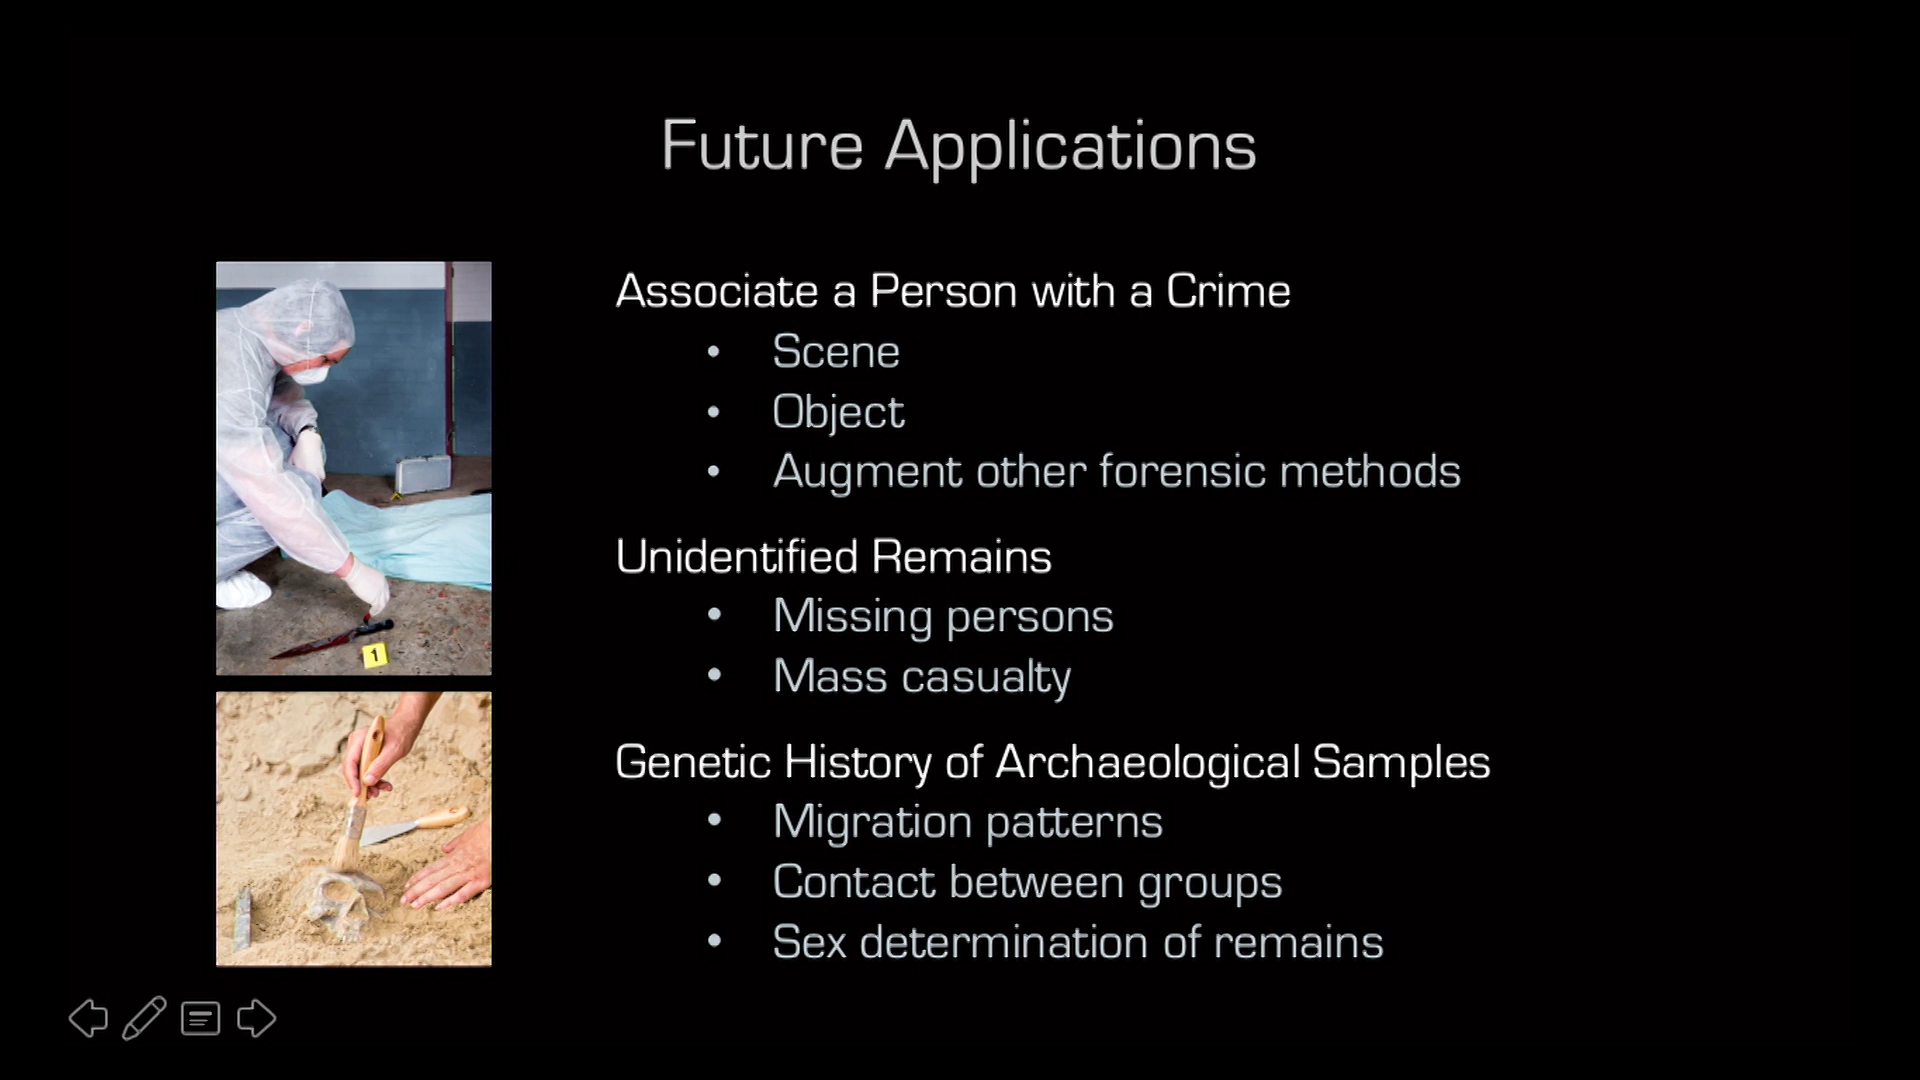 Future Applications
Associate a Person with a Crime
• Scene
• Object
• Augment other forensic methods
Unidentified Remains
• Missing persons
• Mass casualty
Genetic History of Archaeological Samples
• Migration patterns
• Contact between groups
• Sex determination of remains
1